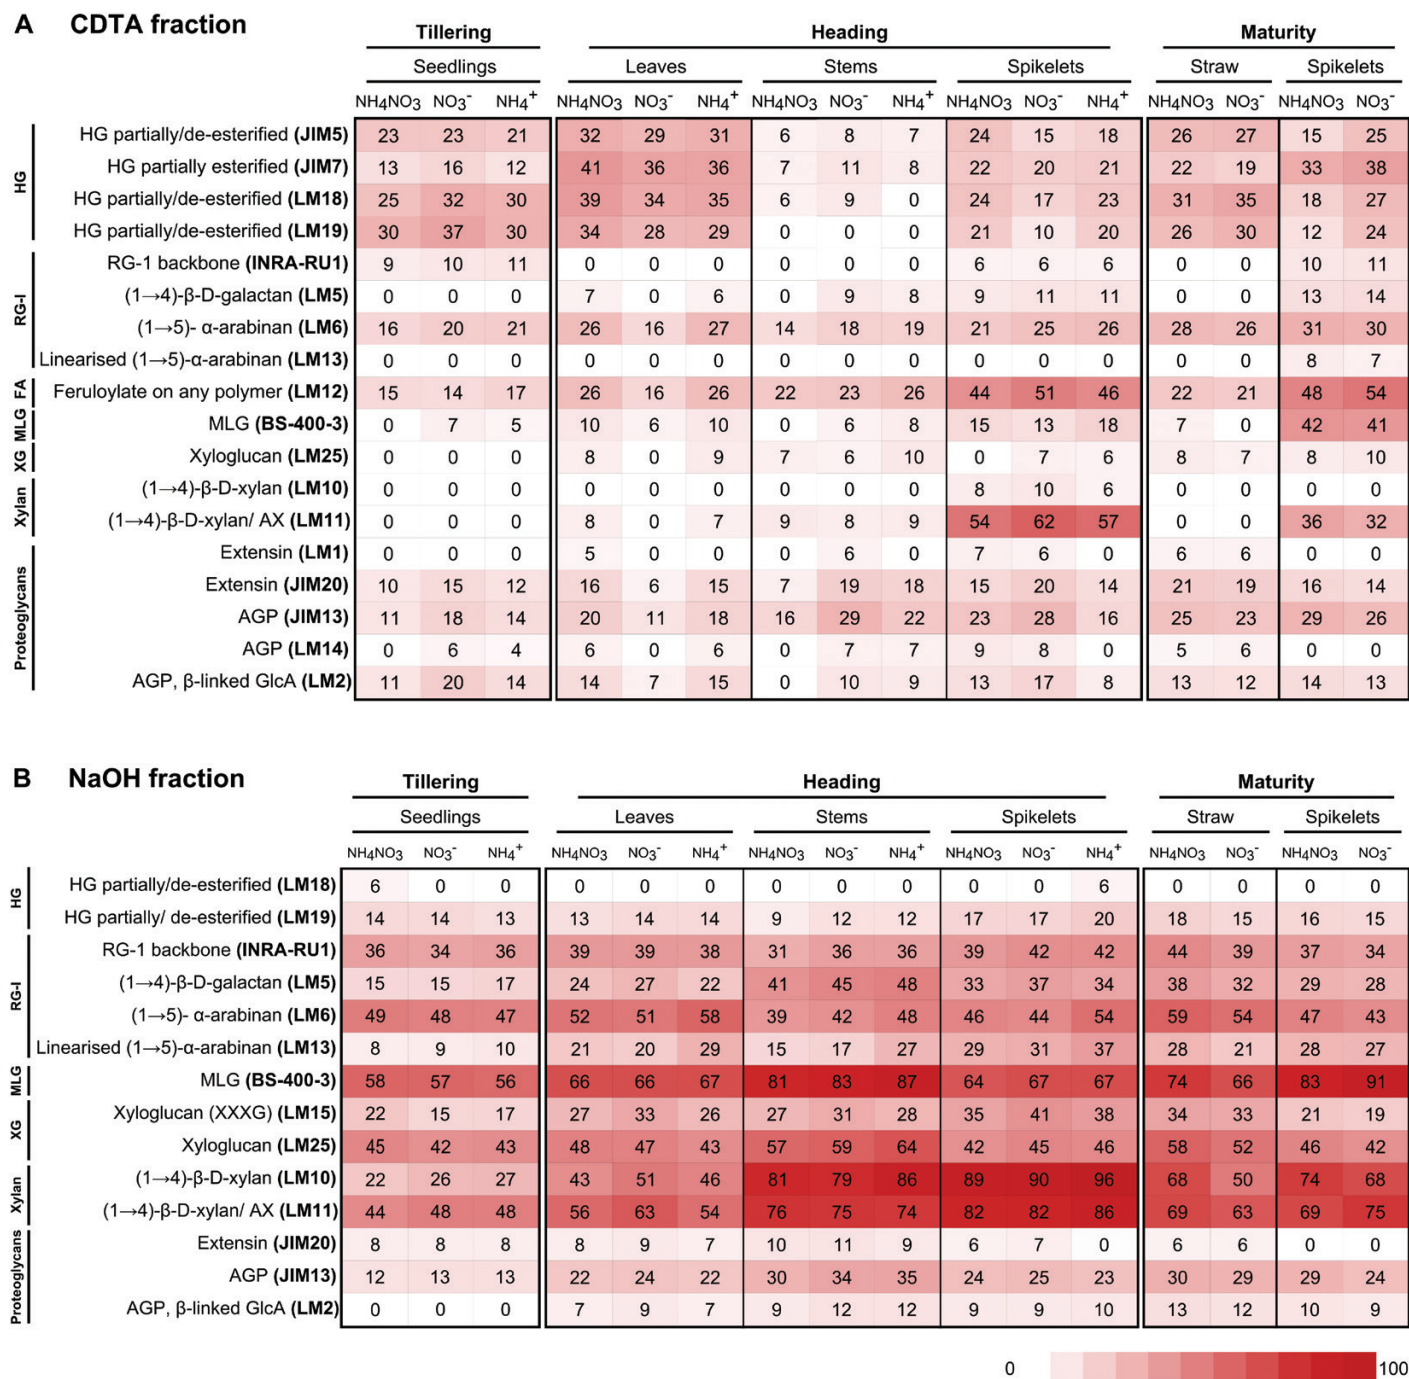 A CDTA fraction
Tillering Heading Maturity
Seedlings Leaves Stems Spikelets Straw Spikelets
NH4NO3 NO3- NH4+ NH4NO3 NO3- NH4+ NH4NO3 NO3- NH4+ NH4NO3 NO3- NH4+ NH4NO3 NO3- NH4NO3 NO3-
HG
HG partially/de-esterified (JIM5) 23 23 21 32 29 31 6 8 7 24 15 18 26 27 15 25
HG partially esterified (JIM7) 13 16 12 41 36 36 7 11 8 22 20 21 22 19 33 38
HG partially/de-esterified (LM18) 25 32 30 39 34 35 6 9 0 24 17 23 31 35 18 27
HG partially/de-esterified (LM19) 30 37 30 34 28 29 0 0 0 21 10 20 26 30 12 24
RG-I
RG-1 backbone (INRA-RU1) 9 10 11 0 0 0 0 0 0 6 6 6 0 0 10 11
(1→4)-β-D-galactan (LM5) 0 0 0 7 0 6 0 9 8 9 11 11 0 0 13 14
(1→5)- α-arabinan (LM6) 16 20 21 26 16 27 14 18 19 21 25 26 28 26 31 30
Linearised (1→5)-α-arabinan (LM13) 0 0 0 0 0 0 0 0 0 0 0 0 0 0 8 7
FA
Feruloylate on any polymer (LM12) 15 14 17 26 16 26 22 23 26 44 51 46 22 21 48 54
MLG
MLG (BS-400-3) 0 7 5 10 6 10 0 6 8 15 13 18 7 0 42 41
XG
Xyloglucan (LM25) 0 0 0 8 0 9 7 6 10 0 7 6 8 7 8 10
Xylan
(1→4)-β-D-xylan (LM10) 0 0 0 0 0 0 0 0 0 8 10 6 0 0 0 0
(1→4)-β-D-xylan/ AX (LM11) 0 0 0 8 0 7 9 8 9 54 62 57 0 0 36 32
Proteoglycans
Extensin (LM1) 0 0 0 5 0 0 0 6 0 7 6 0 6 6 0 0
Extensin (JIM20) 10 15 12 16 6 15 7 19 18 15 20 14 21 19 16 14
AGP (JIM13) 11 18 14 20 11 18 16 29 22 23 28 16 25 23 29 26
AGP (LM14) 0 6 4 6 0 6 0 7 7 9 8 0 5 6 0 0
AGP, β-linked GlcA (LM2) 11 20 14 14 7 15 0 10 9 13 17 8 13 12 14 13
B NaOH fraction
Tillering Heading Maturity
Seedlings Leaves Stems Spikelets Straw Spikelets
NH4NO3 NO3- NH4+ NH4NO3 NO3- NH4+ NH4NO3 NO3- NH4+ NH4NO3 NO3- NH4+ NH4NO3 NO3- NH4NO3 NO3-
HG
HG partially/de-esterified (LM18) 6 0 0 0 0 0 0 0 0 0 0 6 0 0 0 0
HG partially/ de-esterified (LM19) 14 14 13 13 14 14 9 12 12 17 17 20 18 15 16 15
RG-I
RG-1 backbone (INRA-RU1) 36 34 36 39 39 38 31 36 36 39 42 42 44 39 37 34
(1→4)-β-D-galactan (LM5) 15 15 17 24 27 22 41 45 48 33 37 34 38 32 29 28
(1→5)- α-arabinan (LM6) 49 48 47 52 51 58 39 42 48 46 44 54 59 54 47 43
Linearised (1→5)-α-arabinan (LM13) 8 9 10 21 20 29 15 17 27 29 31 37 28 21 28 27
MLG
MLG (BS-400-3) 58 57 56 66 66 67 81 83 87 64 67 67 74 66 83 91
XG
Xyloglucan (XXXG) (LM15) 22 15 17 27 33 26 27 31 28 35 41 38 34 33 21 19
Xyloglucan (LM25) 45 42 43 48 47 43 57 59 64 42 45 46 58 52 46 42
Xylan
(1→4)-β-D-xylan (LM10) 22 26 27 43 51 46 81 79 86 89 90 96 68 50 74 68
(1→4)-β-D-xylan/ AX (LM11) 44 48 48 56 63 54 76 75 74 82 82 86 69 63 69 75
Proteoglycans
Extensin (JIM20) 8 8 8 8 9 7 10 11 9 6 7 0 6 6 0 0
AGP (JIM13) 12 13 13 22 24 22 30 34 35 24 25 23 30 29 29 24
AGP, β-linked GlcA (LM2) 0 0 0 7 9 7 9 12 12 9 9 10 13 12 10 9
0 100